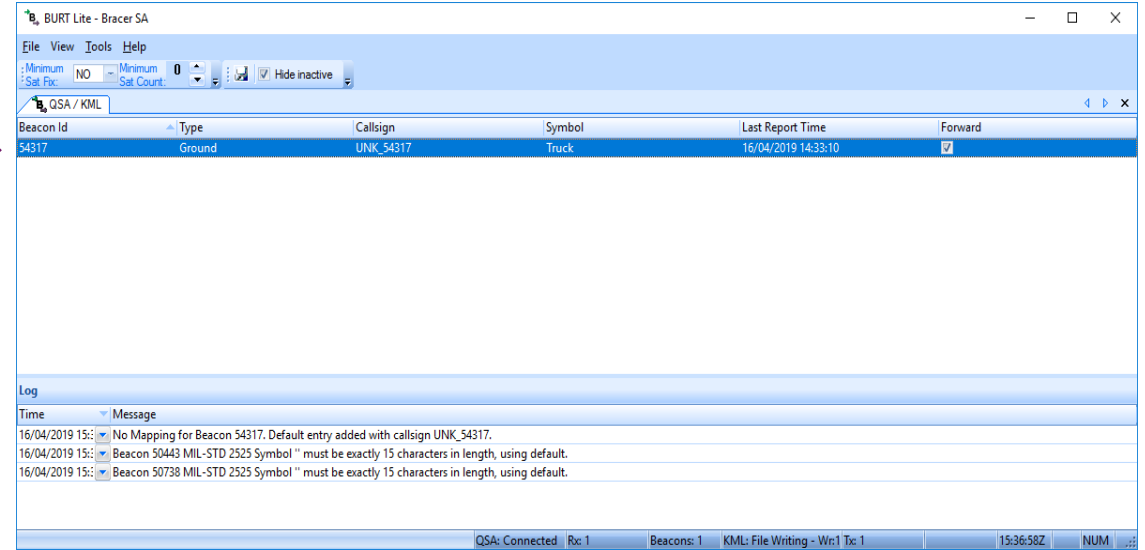 BURT Lite - Bracer SA
File View Tools Help
Minimum Sat Fix: NO Minimum Sat Count: 0 Hide inactive
QSA / KML
Beacon Id Type Callsign Symbol Last Report Time Forward
54317 Ground UNK_54317 Truck 16/04/2019 14:33:10
Log
Time Message
16/04/2019 15:3 No Mapping for Beacon 54317. Default entry added with callsign UNK_54317.
16/04/2019 15:3 Beacon 50443 MIL-STD 2525 Symbol '' must be exactly 15 characters in length, using default.
16/04/2019 15:3 Beacon 50738 MIL-STD 2525 Symbol '' must be exactly 15 characters in length, using default.
QSA: Connected Rx: 1 Beacons: 1 KML: File Writing - Wr:1 Tx: 1 15:36:58Z NUM